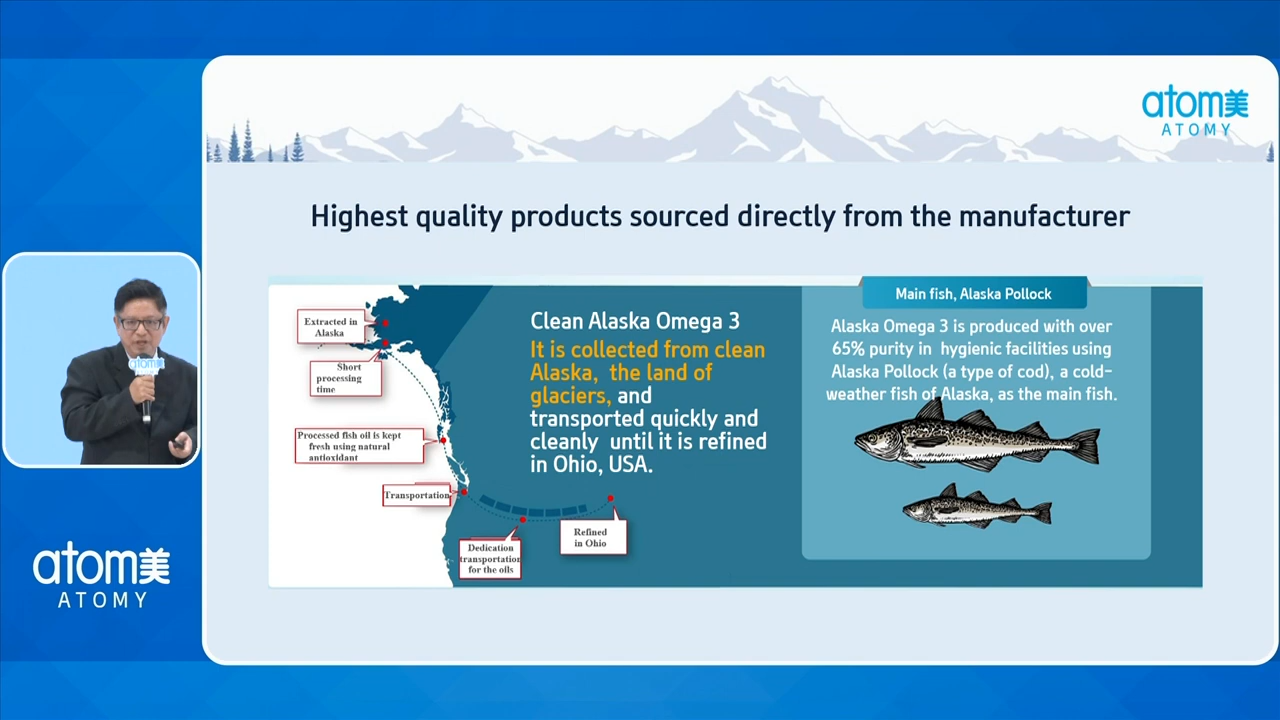 atom美
ATOMY
Highest quality products sourced directly from the manufacturer
Extracted in
Alaska
Short
processing
time
Processed fish oil is kept
fresh using natural
antioxidant
Transportation
Dedication
transportation
for the oils
Refined
in Ohio
Clean Alaska Omega 3
It is collected from clean
Alaska, the land of
glaciers, and
transported quickly and
cleanly until it is refined
in Ohio, USA.
Main fish, Alaska Pollock
Alaska Omega 3 is produced with over
65% purity in hygienic facilities using
Alaska Pollock (a type of cod), a cold-
weather fish of Alaska, as the main fish.
atom美
atom美
ATOMY